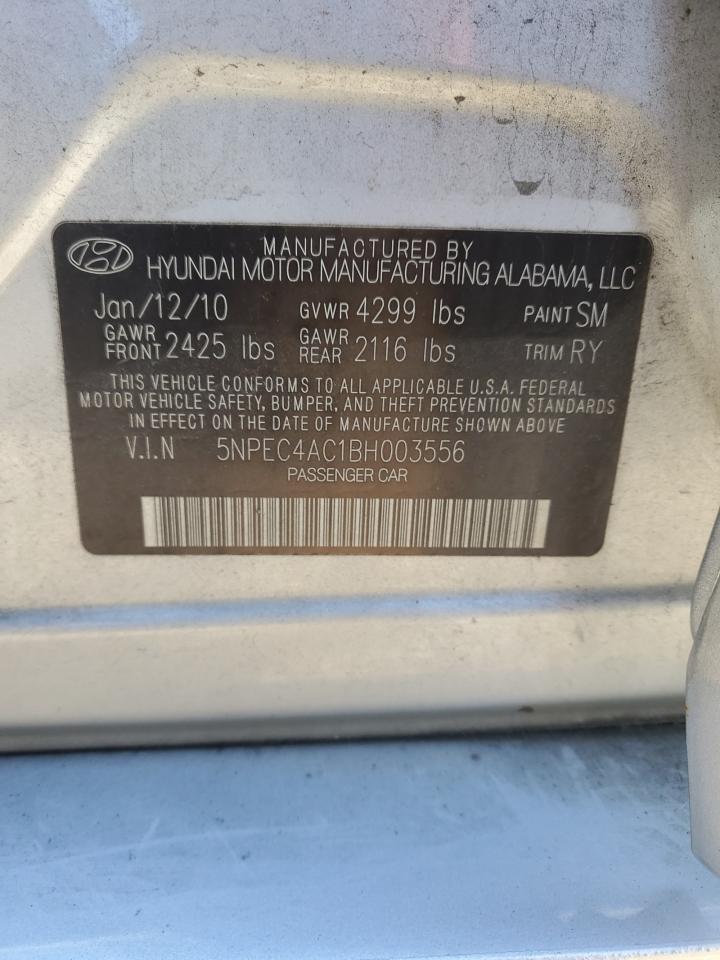 MANUFACTURED BY
HYUNDAI MOTOR MANUFACTURING ALABAMA, LLC
Jan/12/10 GVWR 4299 lbs PAINT SM
GAWR FRONT 2425 lbs GAWR REAR 2116 lbs TRIM RY
THIS VEHICLE CONFORMS TO ALL APPLICABLE U.S.A. FEDERAL
MOTOR VEHICLE SAFETY, BUMPER, AND THEFT PREVENTION STANDARDS
IN EFFECT ON THE DATE OF MANUFACTURE SHOWN ABOVE
V.I.N 5NPEC4AC1BH003556
PASSENGER CAR